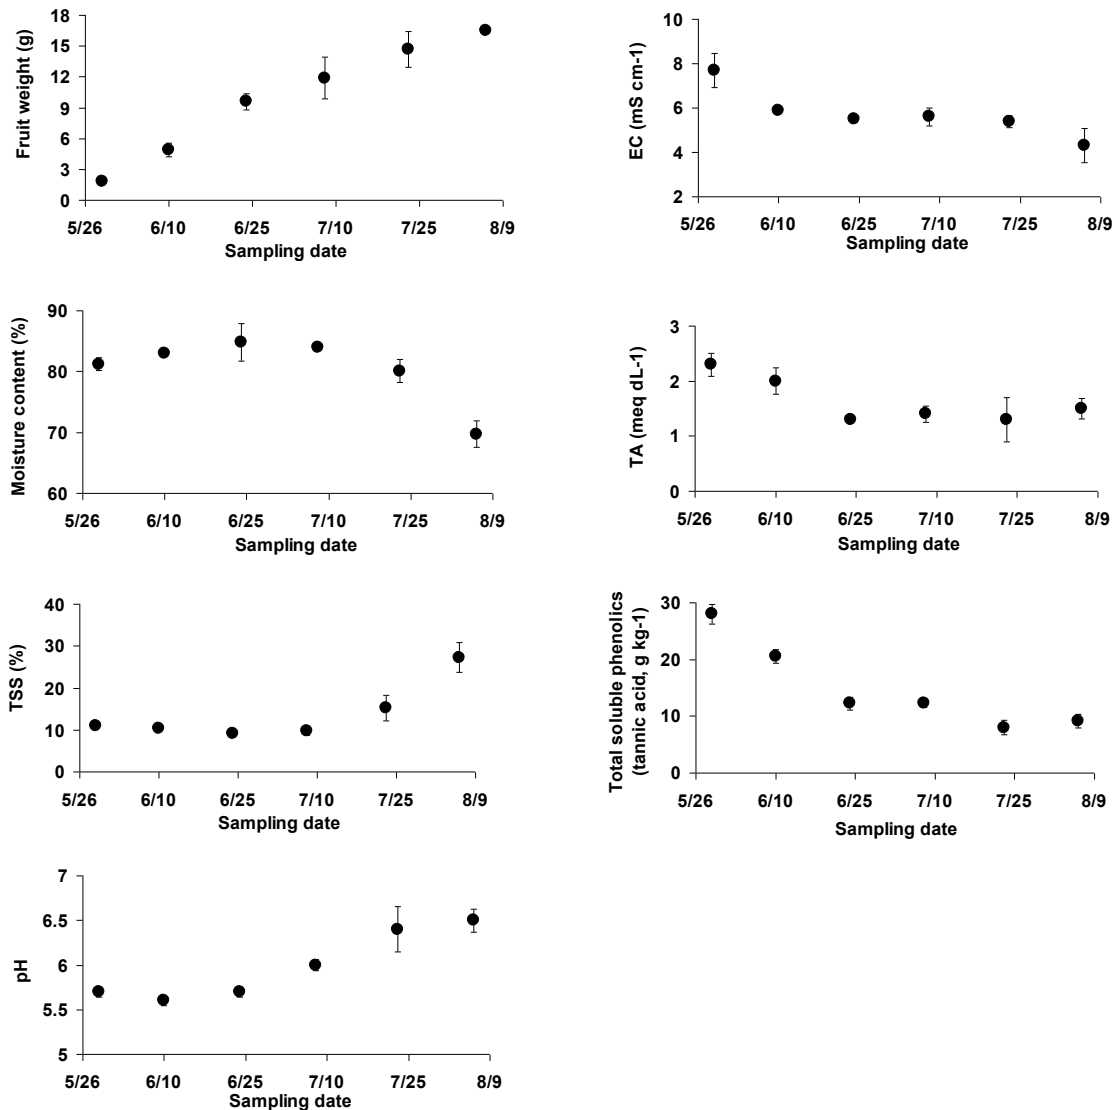 Fruit weight (g)
18
15
12
9
6
3
0
5/26 6/10 6/25 7/10 7/25 8/9
Sampling date
EC (mS cm-1)
10
8
6
4
2
5/26 6/10 6/25 7/10 7/25 8/9
Sampling date
Moisture content (%)
90
80
70
60
5/26 6/10 6/25 7/10 7/25 8/9
Sampling date
TA (meq dL-1)
3
2
1
0
5/26 6/10 6/25 7/10 7/25 8/9
Sampling date
TSS (%)
40
30
20
10
0
5/26 6/10 6/25 7/10 7/25 8/9
Sampling date
Total soluble phenolics
(tannic acid, g kg-1)
30
20
10
0
5/26 6/10 6/25 7/10 7/25 8/9
Sampling date
pH
7
6.5
6
5.5
5
5/26 6/10 6/25 7/10 7/25 8/9
Sampling date